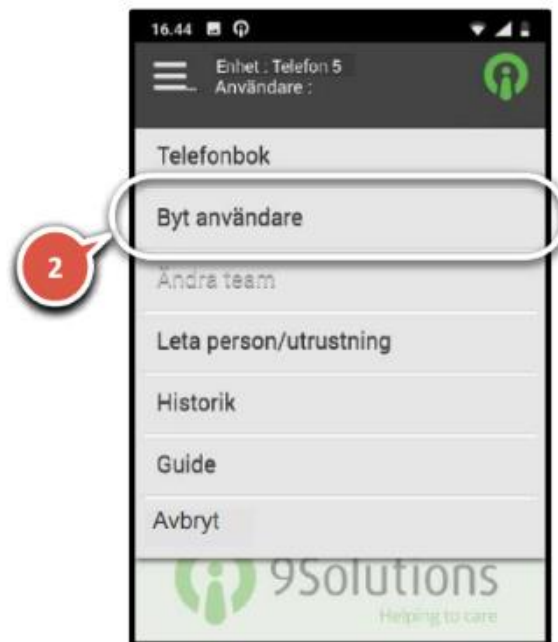 16.44
Enhet : Telefon 5
Användare :
Telefonbok
Byt användare
2
Ändra team
Leta person/utrustning
Historik
Guide
Avbryt
9Solutions
Helping to care